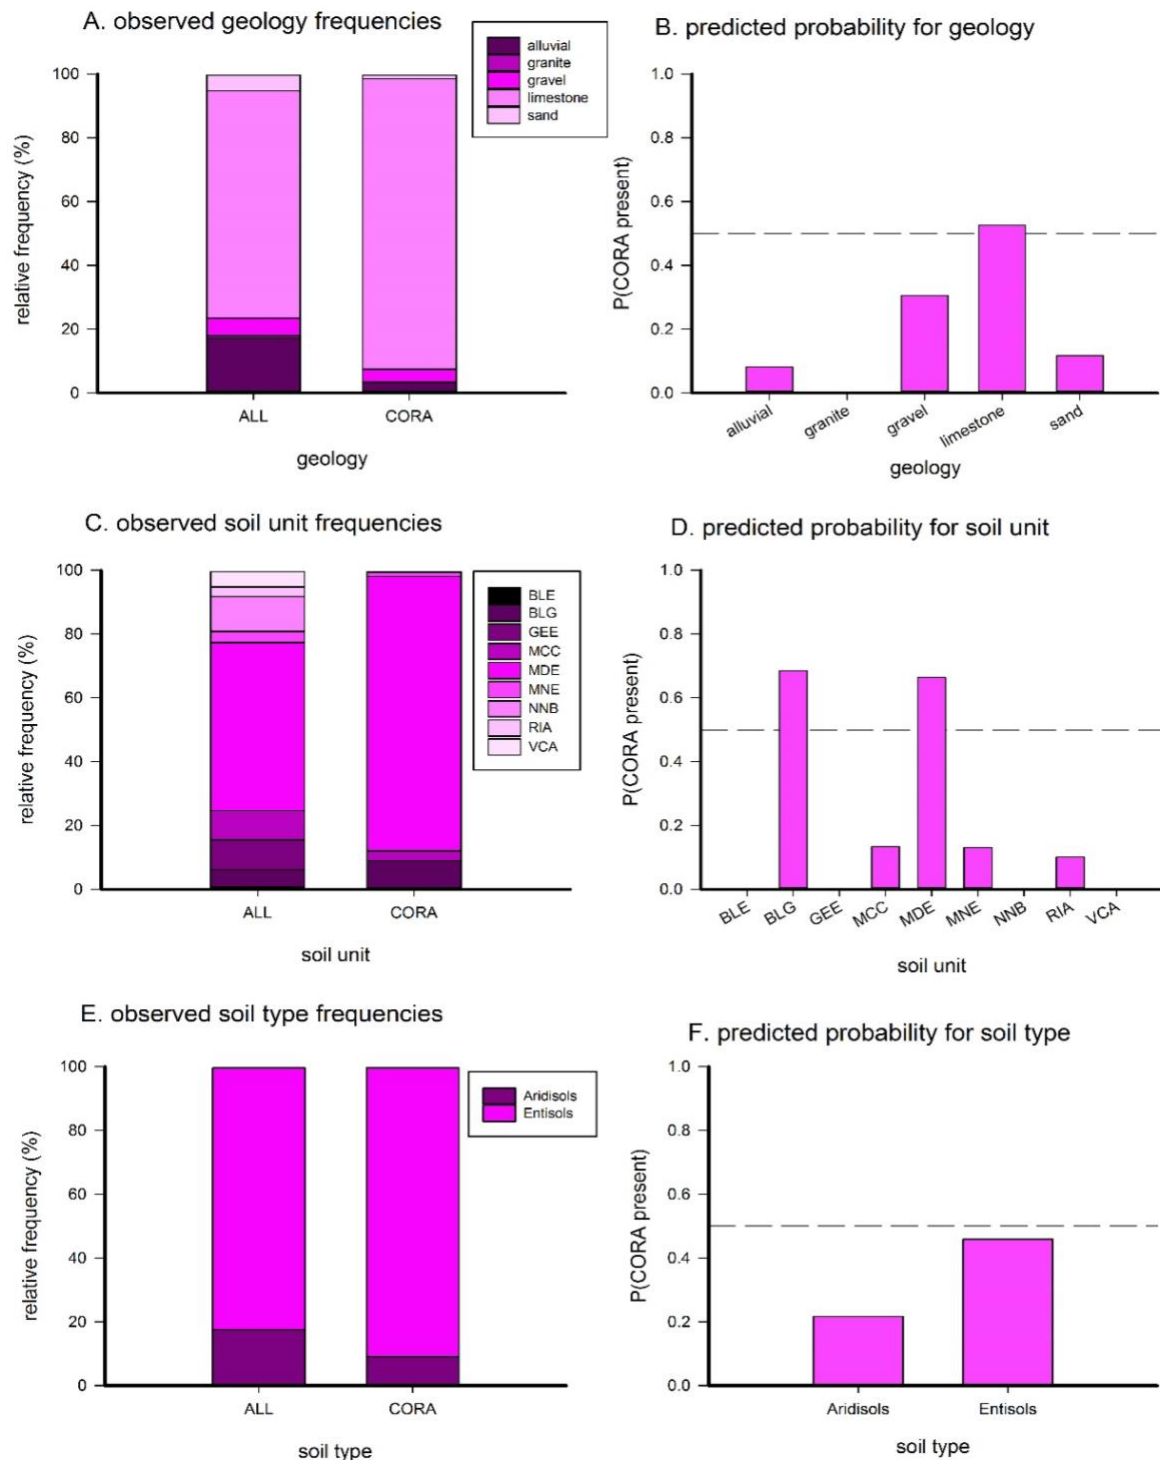 A. observed geology frequencies
alluvial
granite
gravel
limestone
sand
100
80
60
40
20
0
relative frequency (%)
ALL CORA
geology
B. predicted probability for geology
1.0
0.8
0.6
0.4
0.2
0.0
P(CORA present)
alluvial granite gravel limestone sand
geology
C. observed soil unit frequencies
BLE
BLG
GEE
MCC
MDE
MNE
NNB
RIA
VCA
100
80
60
40
20
0
relative frequency (%)
ALL CORA
soil unit
D. predicted probability for soil unit
1.0
0.8
0.6
0.4
0.2
0.0
P(CORA present)
BLE BLG GEE MCC MDE MNE NNB RIA VCA
soil unit
E. observed soil type frequencies
Aridisols
Entisols
100
80
60
40
20
0
relative frequency (%)
ALL CORA
soil type
F. predicted probability for soil type
1.0
0.8
0.6
0.4
0.2
0.0
P(CORA present)
Aridisols Entisols
soil type